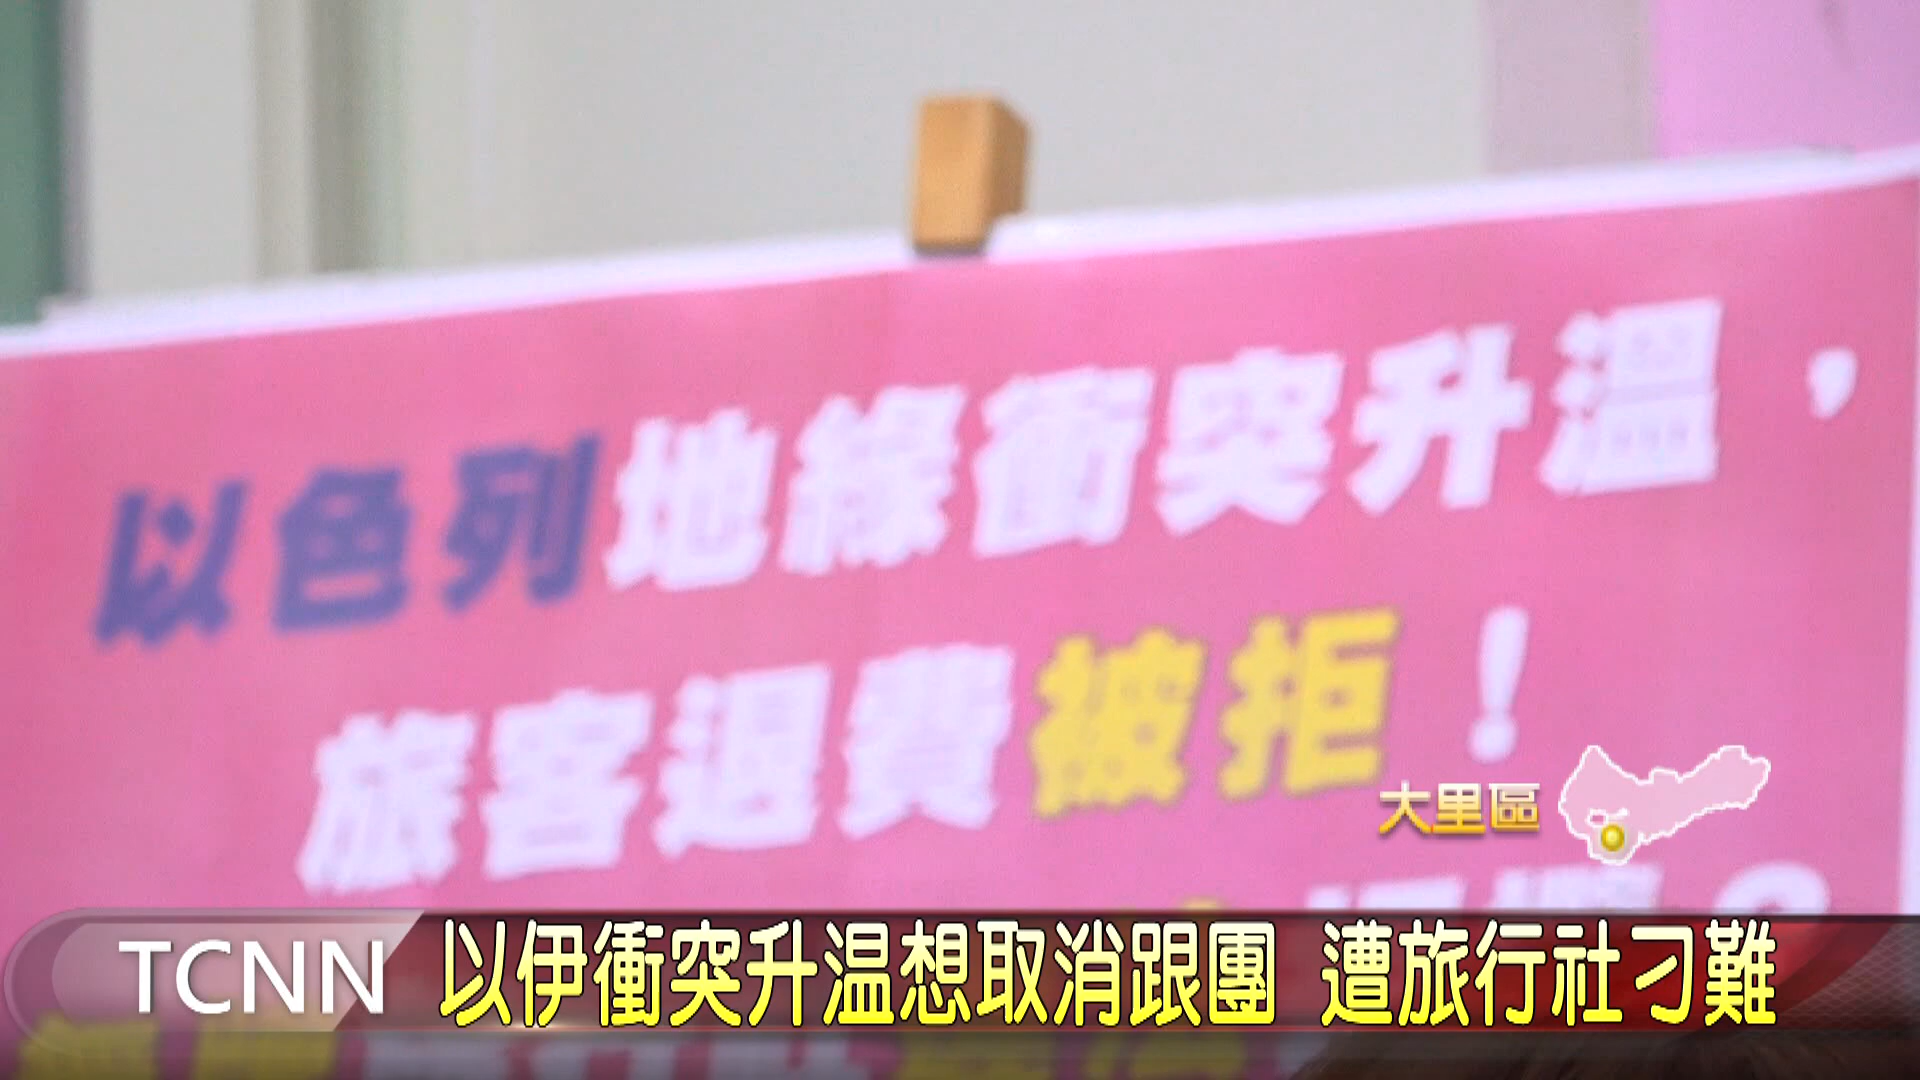 以色列地緣衝突升溫，
旅客退費被拒！
大里區
TCNN
以伊衝突升温想取消跟團 遭旅行社刁難